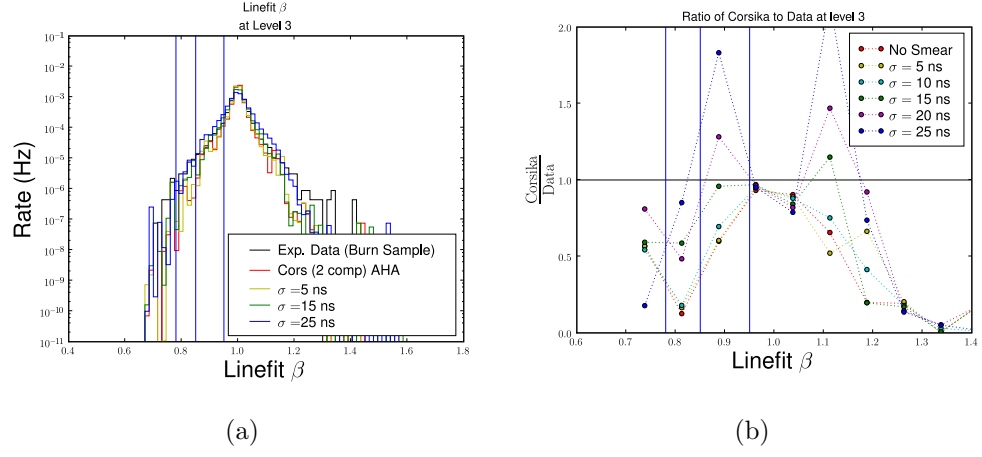 Linefit β
at Level 3
10⁻¹
10⁻²
10⁻³
10⁻⁴
10⁻⁵
10⁻⁶
10⁻⁷
10⁻⁸
10⁻⁹
10⁻¹⁰
10⁻¹¹
Rate (Hz)
Exp. Data (Burn Sample)
Cors (2 comp) AHA
σ =5 ns
σ =15 ns
σ =25 ns
0.4 0.6 0.8 1.0 1.2 1.4 1.6 1.8
Linefit β
(a)
Ratio of Corsika to Data at level 3
2.0
1.5
1.0
0.5
0.0
Corsika
Data
No Smear
σ = 5 ns
σ = 10 ns
σ = 15 ns
σ = 20 ns
σ = 25 ns
0.6 0.7 0.8 0.9 1.0 1.1 1.2 1.3 1.4
Linefit β
(b)